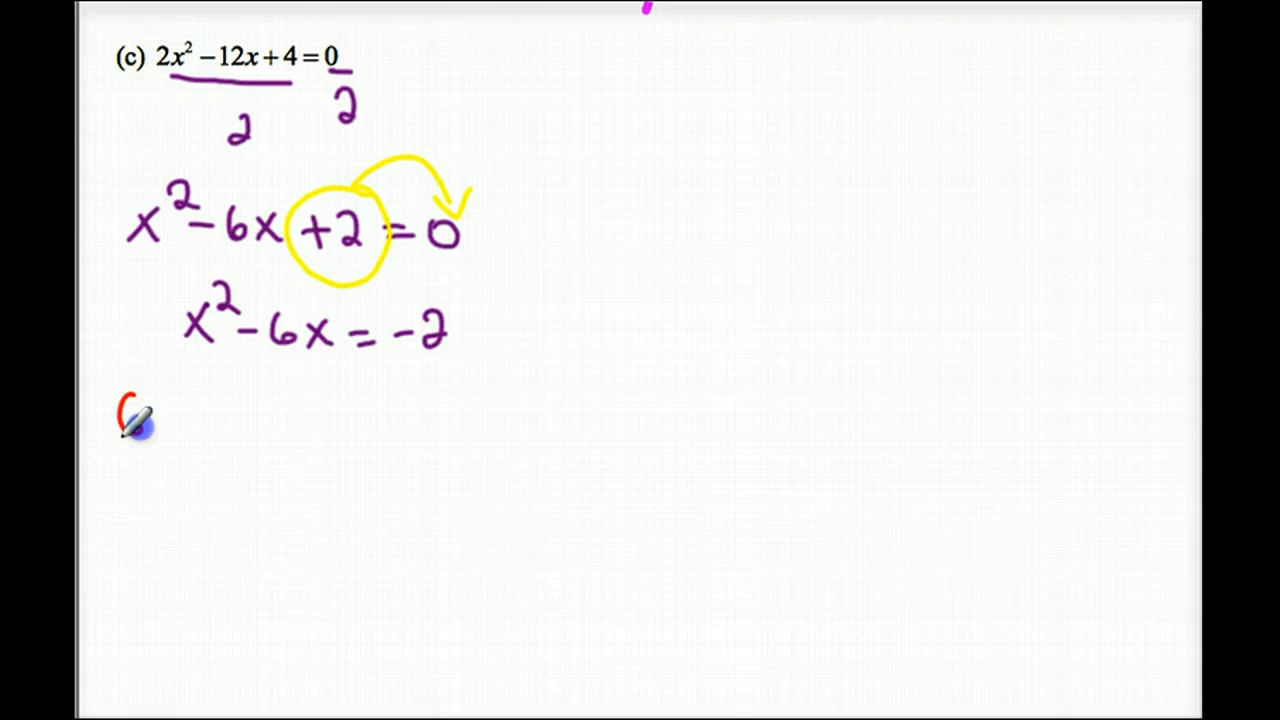 (c) 2x² − 12x + 4 = 0
2 2
x² - 6x +2 = 0
x² - 6x = -2
(